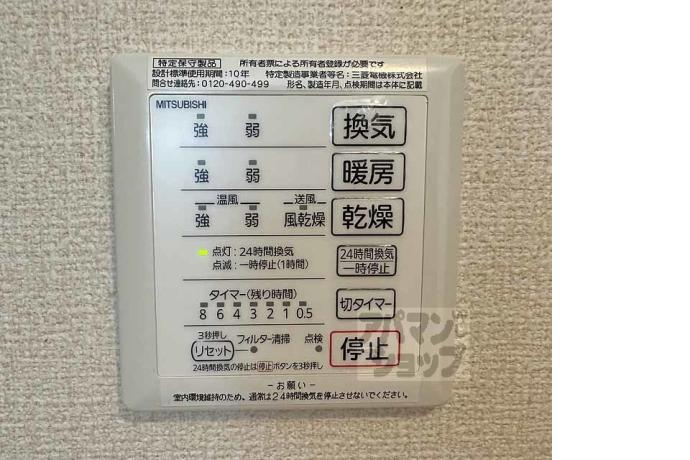 特定保守製品 所有者票による所有者登録が必要です
設計標準使用期間:10年 特定製造事業者等名:三菱電機株式会社
問合せ連絡先:0120-490-499 形名、製造年月、点検期間は本体に記載
MITSUBISHI
強 弱 換気
強 弱 暖房
温風 送風
強 弱 風乾燥 乾燥
点灯:24時間換気
点滅:一時停止(1時間)
24時間換気
一時停止
タイマー(残り時間)
8 6 4 3 2 1 0.5
切タイマー
3秒押し
リセット フィルター清掃 点検
停止
24時間換気の停止は停止ボタンを3秒押し
アパマン
ショップ
-お願い-
室内環境維持のため、通常は24時間換気を停止させないでください。